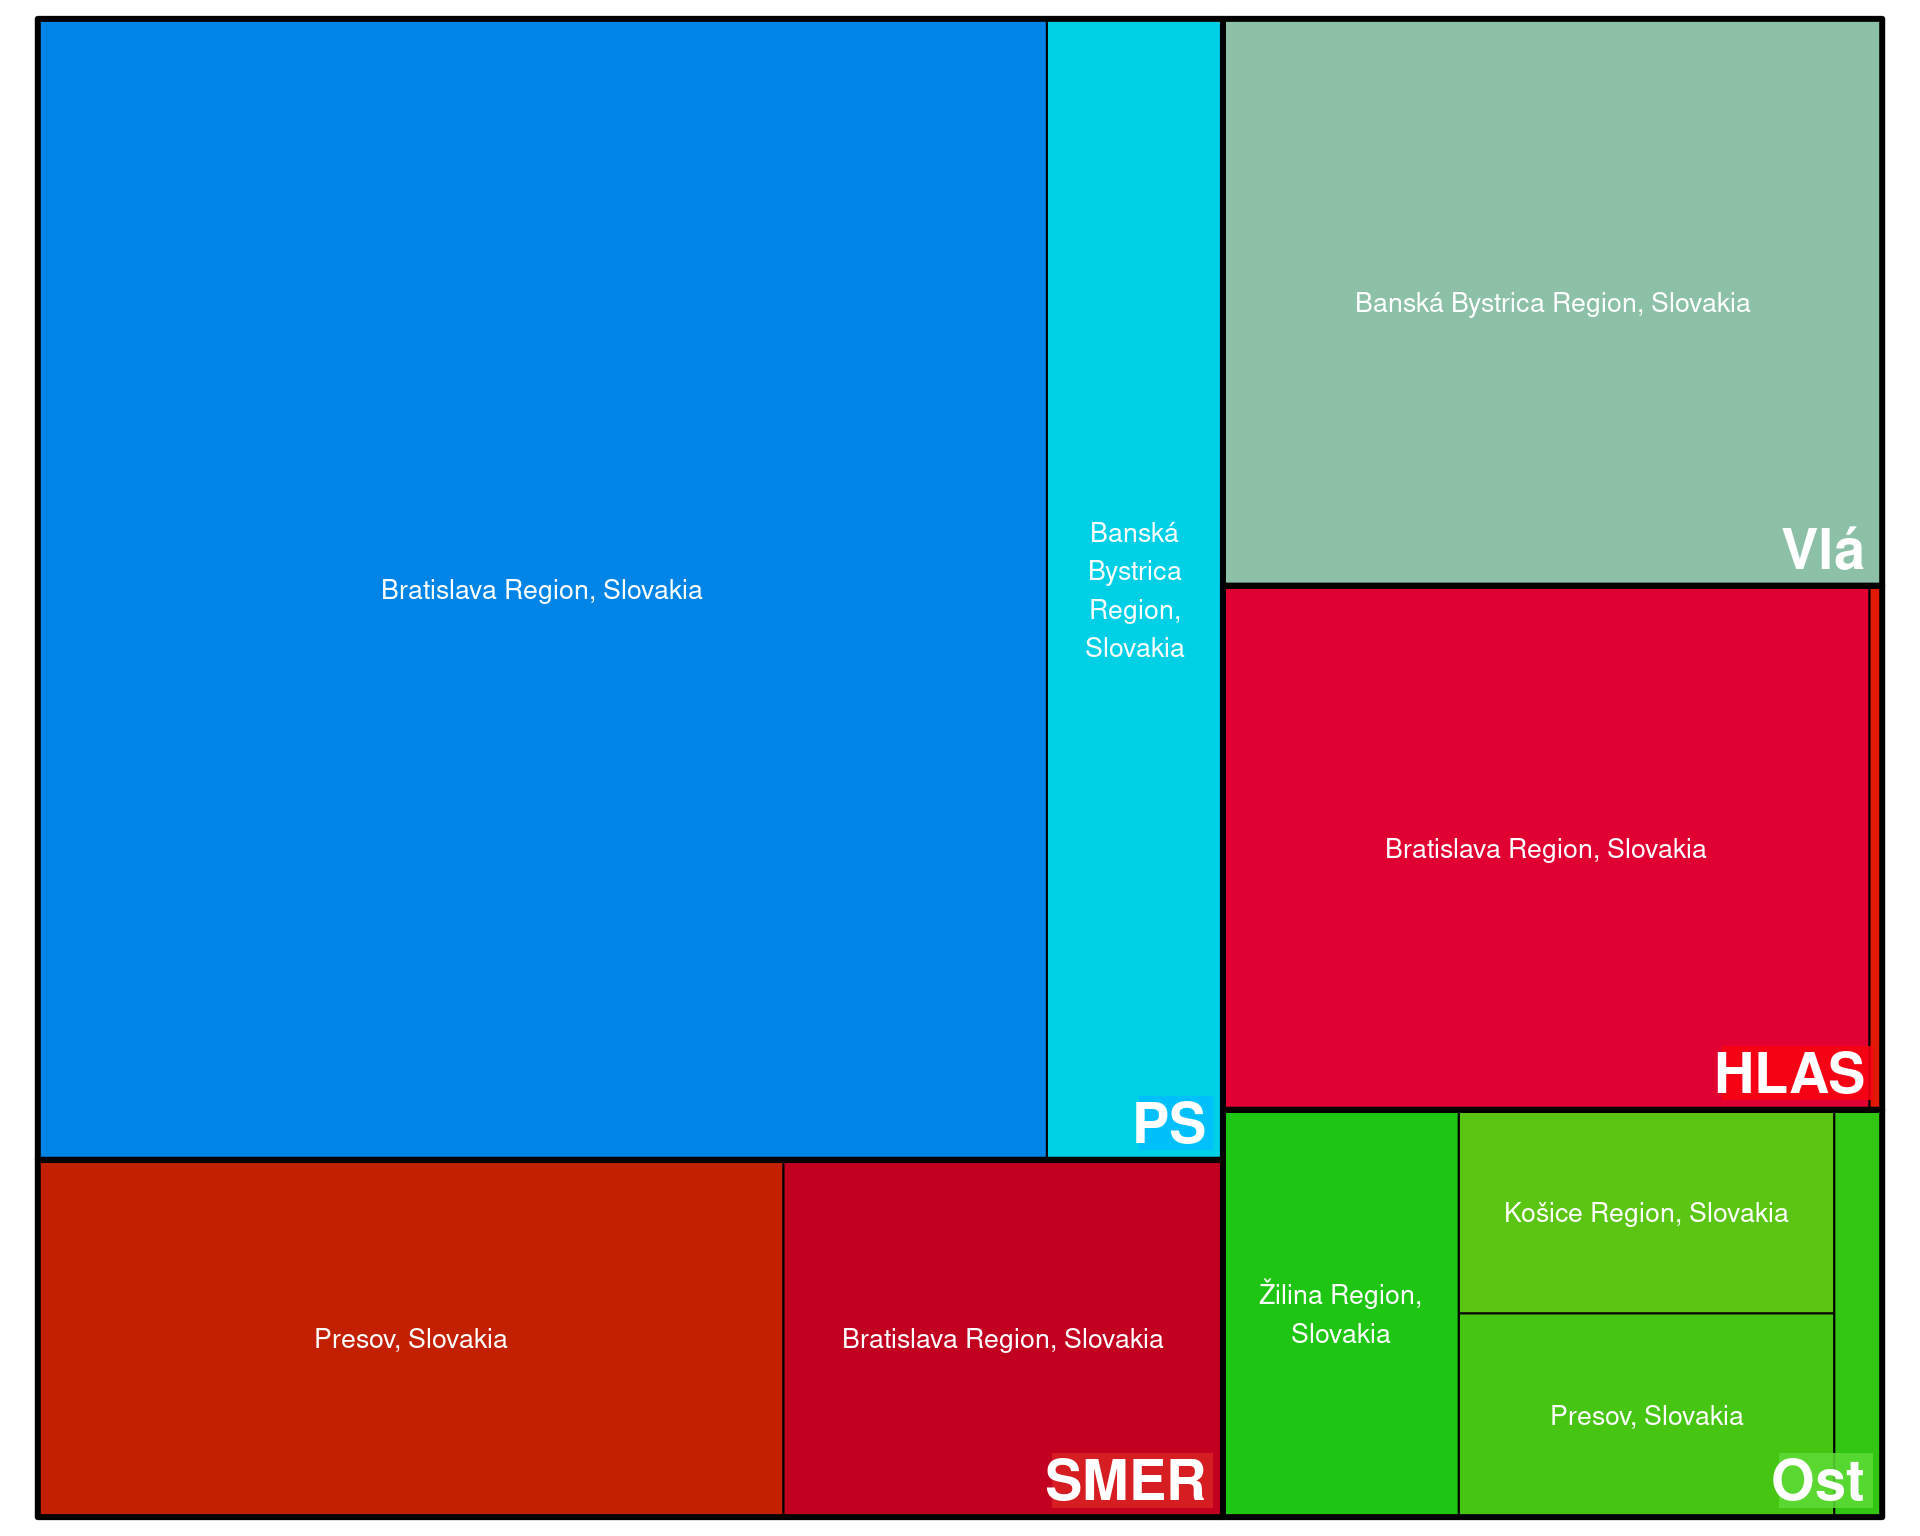 Bratislava Region, Slovakia
Banská
Bystrica
Region,
Slovakia
PS
Banská Bystrica Region, Slovakia
Vlá
Bratislava Region, Slovakia
HLAS
Presov, Slovakia
Bratislava Region, Slovakia
SMER
Žilina Region,
Slovakia
Košice Region, Slovakia
Presov, Slovakia
Ost